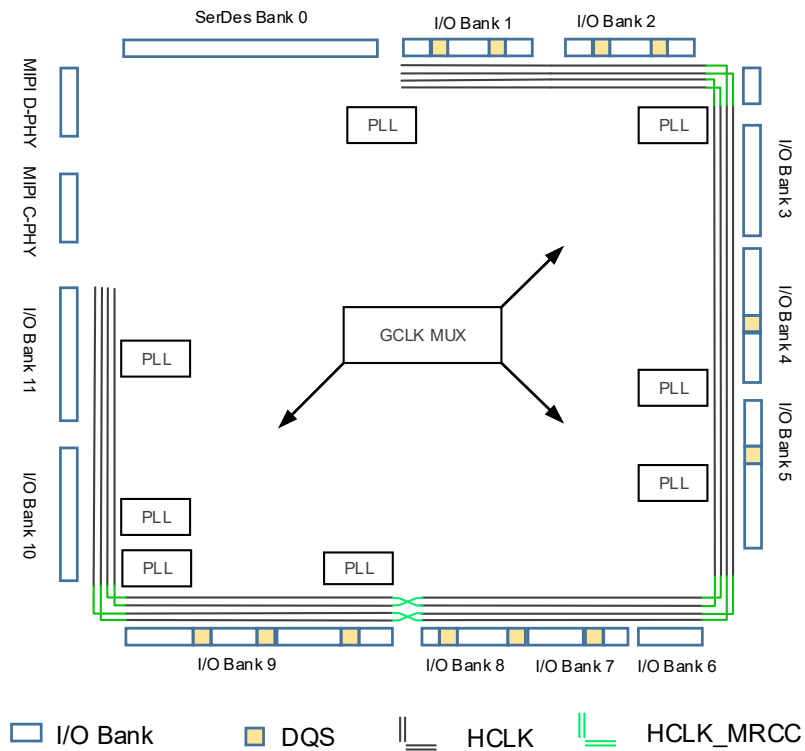 SerDes Bank 0
I/O Bank 1
I/O Bank 2
MIPI D-PHY
PLL
PLL
I/O Bank 3
MIPI C-PHY
I/O Bank 11
GCLK MUX
I/O Bank 4
PLL
PLL
I/O Bank 5
PLL
I/O Bank 10
PLL
PLL
PLL
I/O Bank 9
I/O Bank 8
I/O Bank 7
I/O Bank 6
I/O Bank
DQS
HCLK
HCLK_MRCC